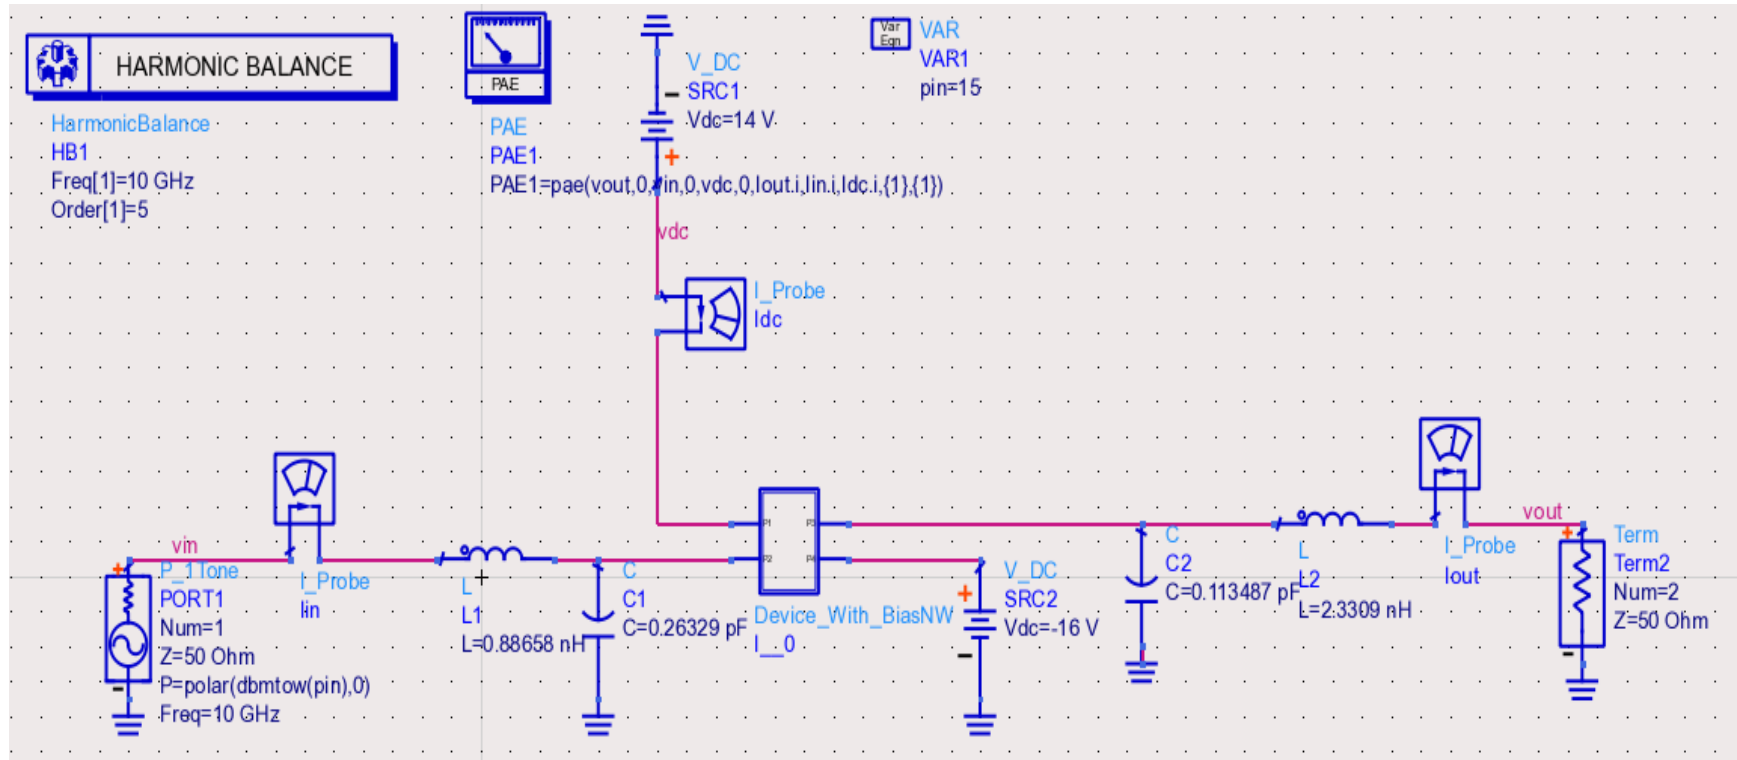 HARMONIC BALANCE
HarmonicBalance
HB1
Freq[1]=10 GHz
Order[1]=5
PAE
PAE
PAE1
PAE1=pae(vout,0,vin,0,vdc,0,Iout.i,Iin.i,Idc.i,{1},{1})
V_DC
SRC1
Vdc=14 V
Var
Eqn
VAR
VAR1
pin=15
vdc
I_Probe
Idc
vin
P_1Tone
PORT1
Num=1
Z=50 Ohm
P=polar(dbmtow(pin),0)
Freq=10 GHz
I_Probe
Iin
L
L1
L=0.88658 nH
C
C1
C=0.26329 pF
P1
P2
P3
P4
Device_With_BiasNW
I__0
V_DC
SRC2
Vdc=-16 V
C
C2
C=0.113487 pF
L
L2
L=2.3309 nH
I_Probe
Iout
vout
Term
Term2
Num=2
Z=50 Ohm